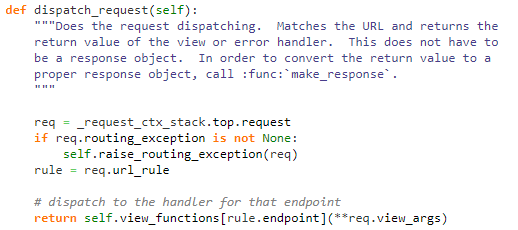 def dispatch_request(self):
    """Does the request dispatching.  Matches the URL and returns the
    return value of the view or error handler.  This does not have to
    be a response object.  In order to convert the return value to a
    proper response object, call :func:`make_response`.
    """

    req = _request_ctx_stack.top.request
    if req.routing_exception is not None:
        self.raise_routing_exception(req)
    rule = req.url_rule

    # dispatch to the handler for that endpoint
    return self.view_functions[rule.endpoint](**req.view_args)